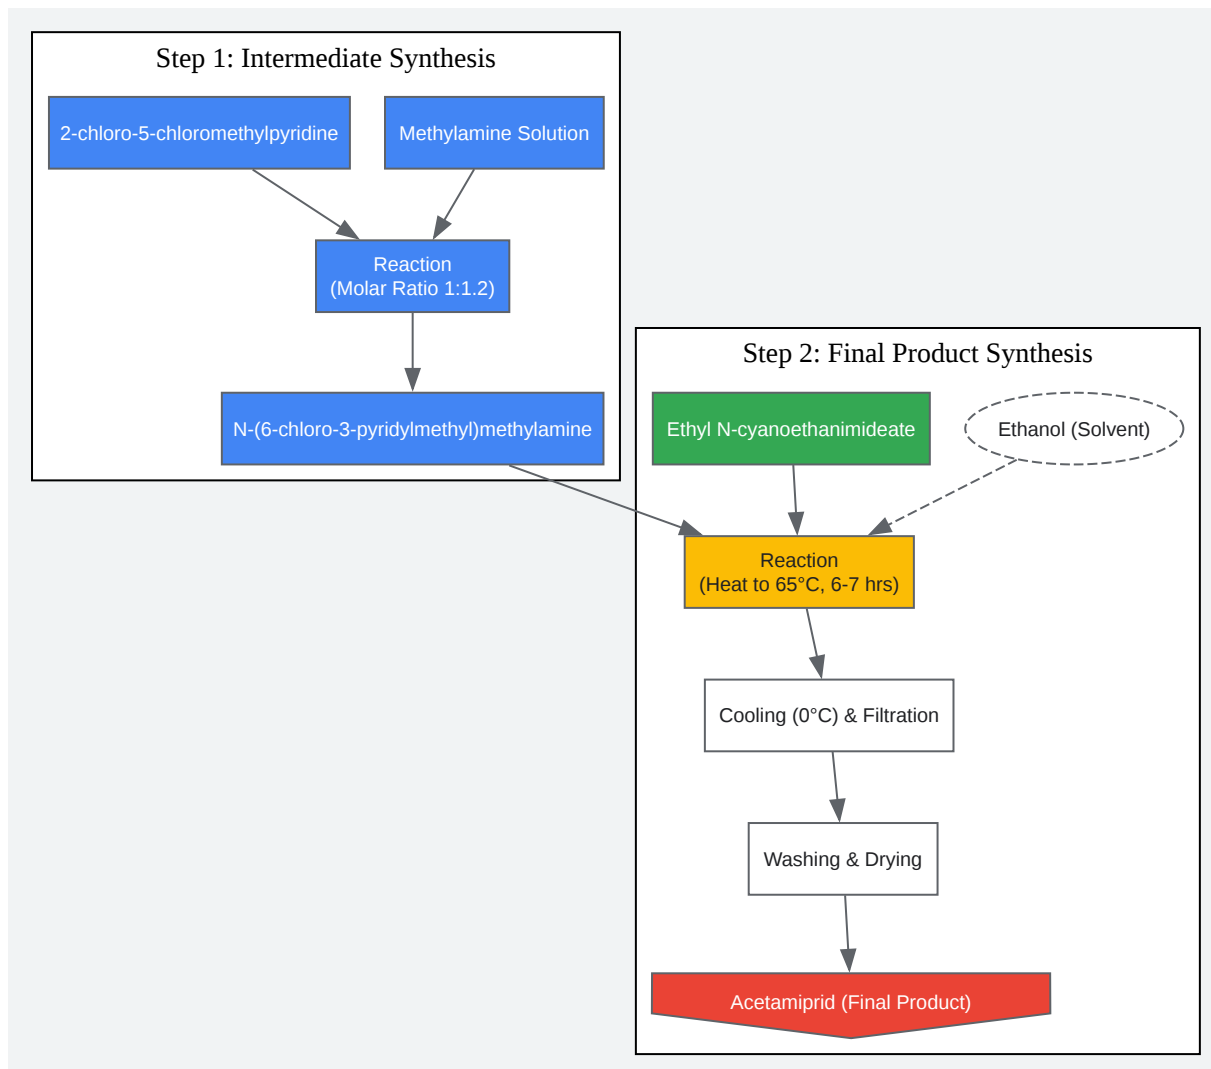 Step 1: Intermediate Synthesis
2-chloro-5-chloromethylpyridine
Methylamine Solution
Reaction
(Molar Ratio 1:1.2)
N-(6-chloro-3-pyridylmethyl)methylamine
Step 2: Final Product Synthesis
Ethyl N-cyanoethanimideate
Ethanol (Solvent)
Reaction
(Heat to 65°C, 6-7 hrs)
Cooling (0°C) & Filtration
Washing & Drying
Acetamiprid (Final Product)